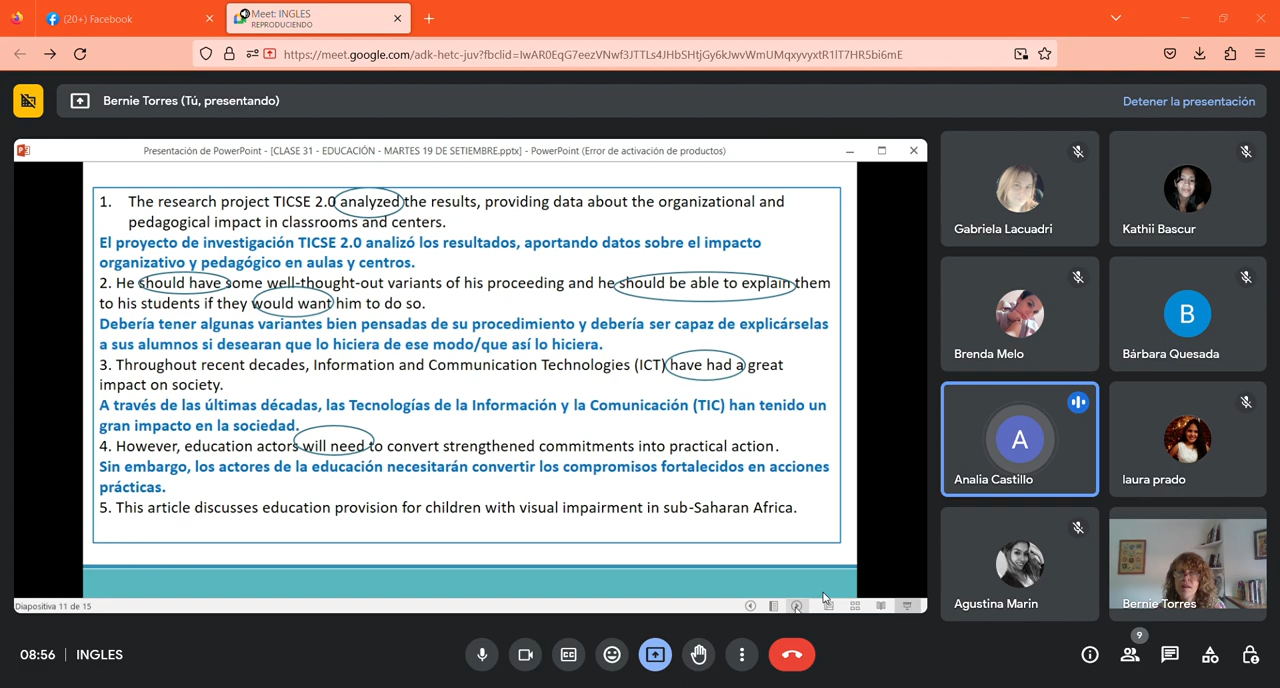 (20+) Facebook
Meet: INGLES
REPRODUCIENDO
https://meet.google.com/adk-hetc-juv?fbclid=IwAR0EqG7eezVNwf3JTTLs4JHbSHtjGy6kJwvWmUMqxyvyxtR1lT7HR5bi6mE
Bernie Torres (Tú, presentando)
Detener la presentación
Presentación de PowerPoint - [CLASE 31 - EDUCACIÓN - MARTES 19 DE SETIEMBRE.pptx] - PowerPoint (Error de activación de productos)
1. The research project TICSE 2.0 analyzed the results, providing data about the organizational and
pedagogical impact in classrooms and centers.
El proyecto de investigación TICSE 2.0 analizó los resultados, aportando datos sobre el impacto
organizativo y pedagógico en aulas y centros.
2. He should have some well-thought-out variants of his proceeding and he should be able to explain them
to his students if they would want him to do so.
Debería tener algunas variantes bien pensadas de su procedimiento y debería ser capaz de explicárselas
a sus alumnos si desearan que lo hiciera de ese modo/que así lo hiciera.
3. Throughout recent decades, Information and Communication Technologies (ICT) have had a great
impact on society.
A través de las últimas décadas, las Tecnologías de la Información y la Comunicación (TIC) han tenido un
gran impacto en la sociedad.
4. However, education actors will need to convert strengthened commitments into practical action.
Sin embargo, los actores de la educación necesitarán convertir los compromisos fortalecidos en acciones
prácticas.
5. This article discusses education provision for children with visual impairment in sub-Saharan Africa.
Diapositiva 11 de 15
Gabriela Lacuadri
Kathii Bascur
Brenda Melo
B
Bárbara Quesada
A
Analia Castillo
laura prado
Agustina Marin
Bernie Torres
08:56
INGLES
9